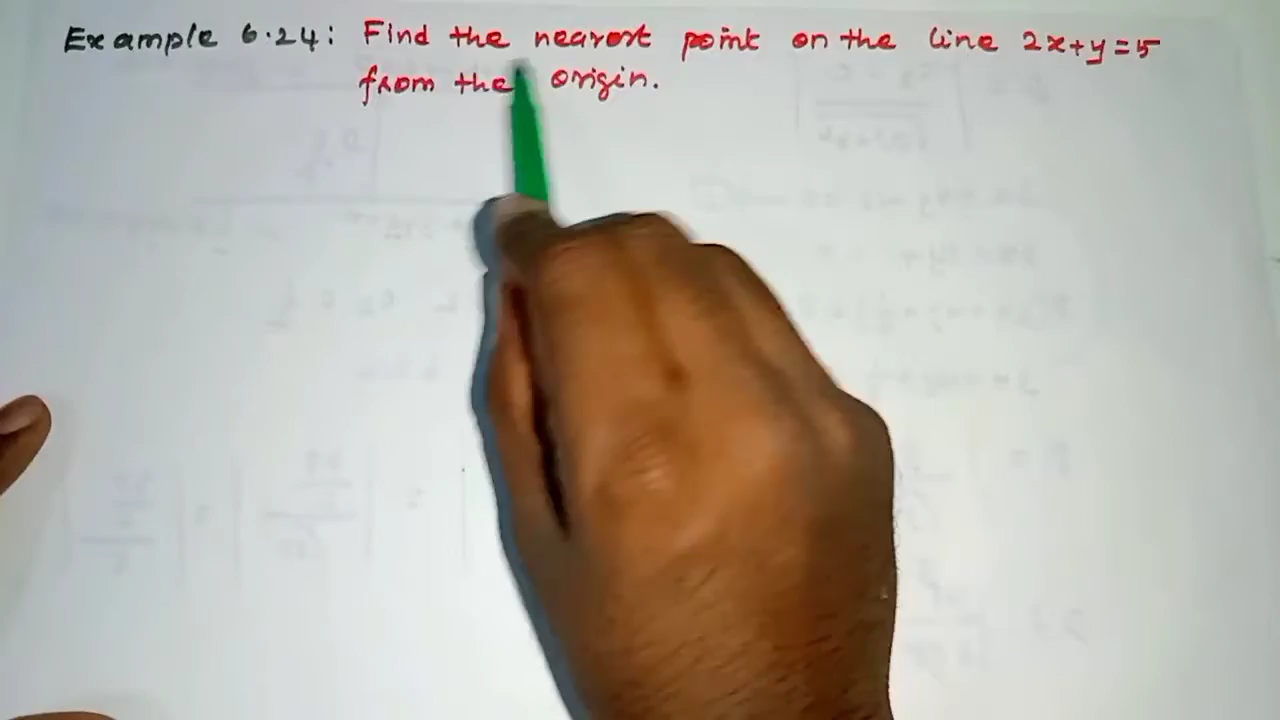 Example 6.24: Find the nearest point on the line 2x+y=5
from the origin.